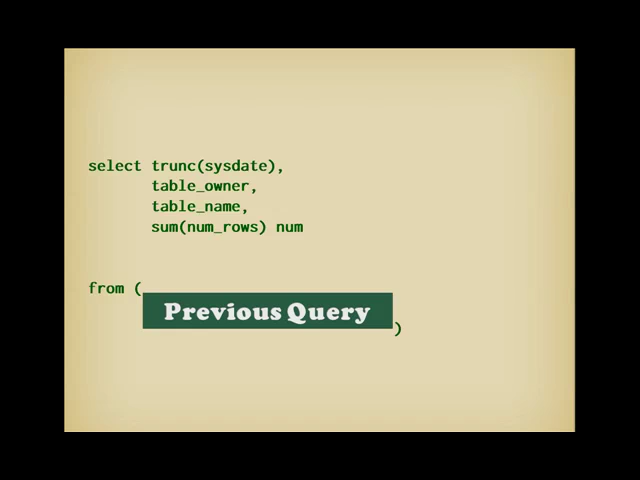 select trunc(sysdate),
table_owner,
table_name,
sum(num_rows) num
from (
Previous Query
)